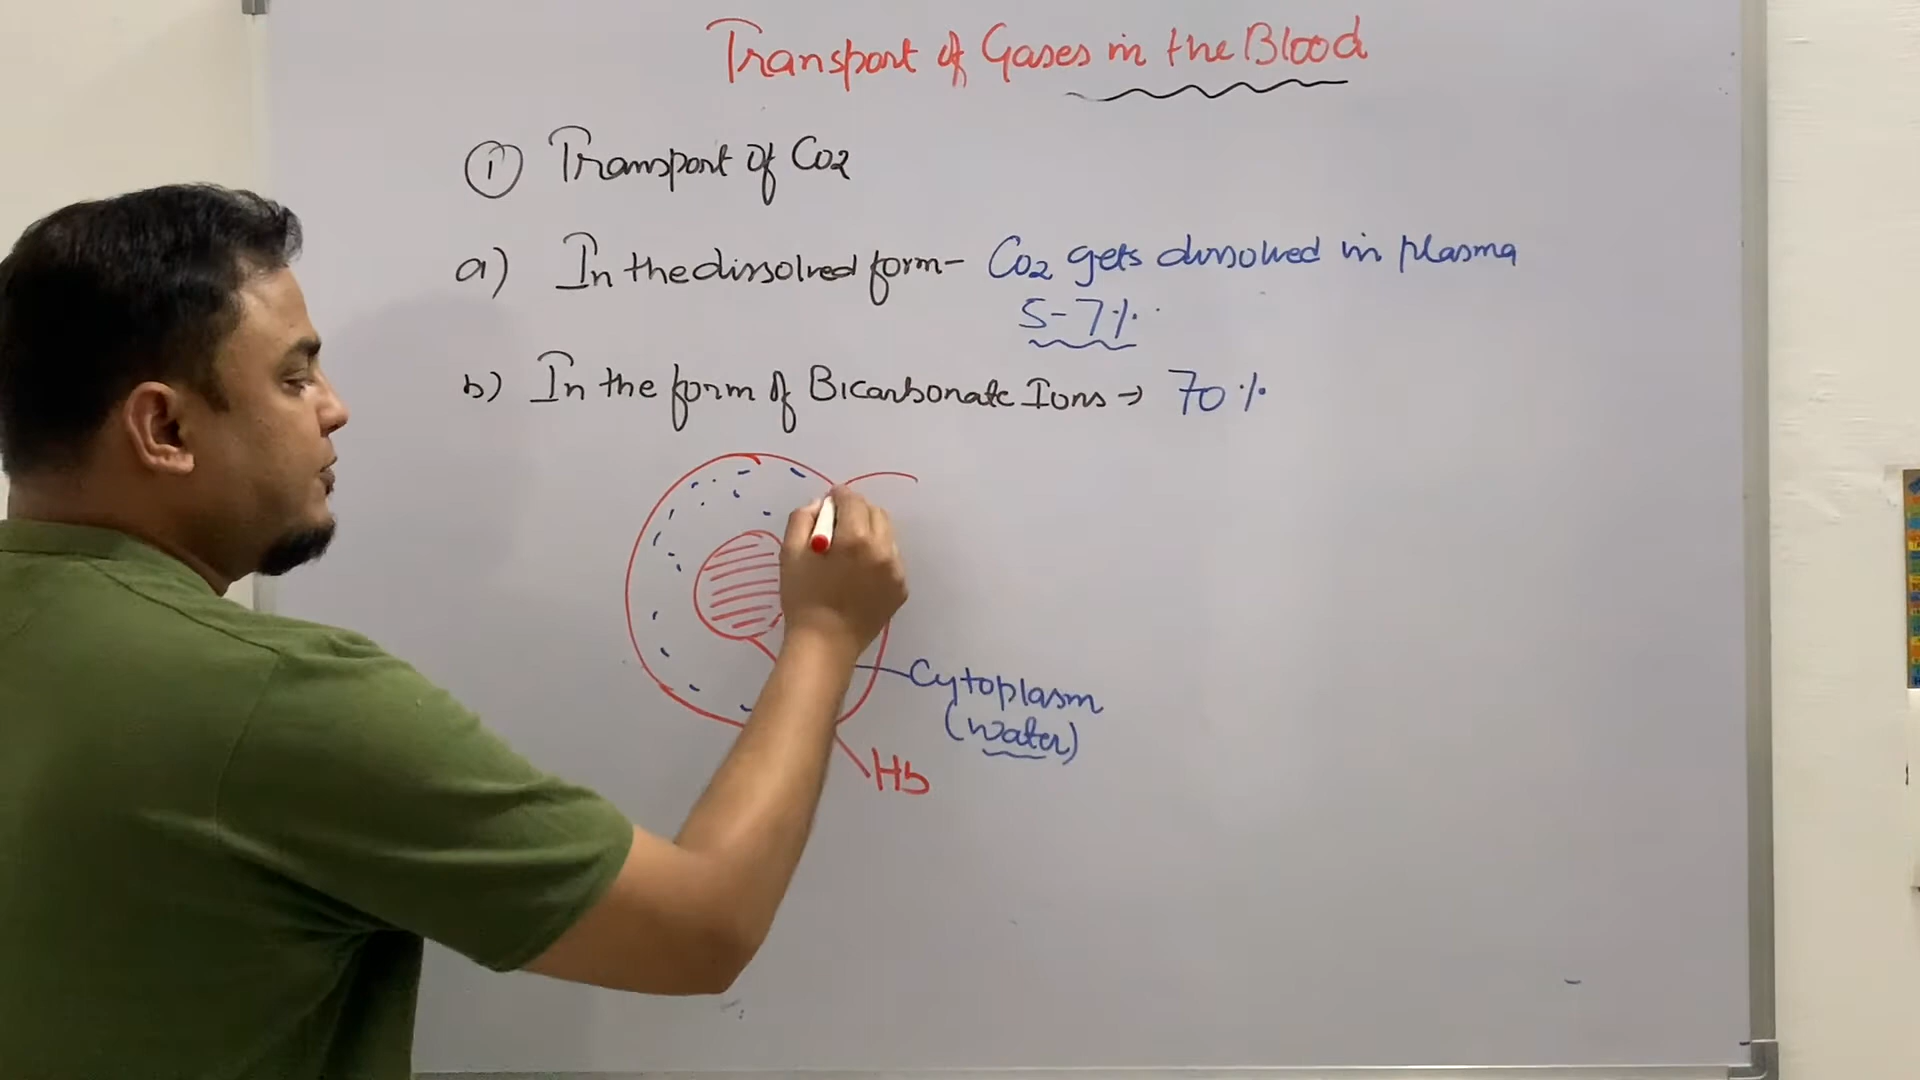 Transport of Gases in the Blood
① Transport of Co2
a) In the dissolved form - Co2 gets dissolved in plasma
5-7%
b) In the form of Bicarbonate Ions → 70%
Cytoplasm
(water)
Hb